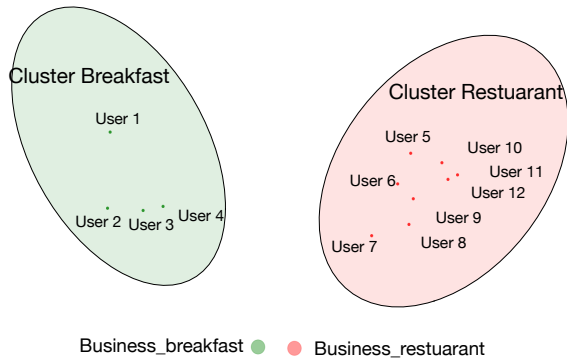 Cluster Breakfast
User 1
User 2
User 3
User 4
Cluster Restuarant
User 5
User 10
User 11
User 6
User 12
User 9
User 7
User 8
Business_breakfast
Business_restuarant